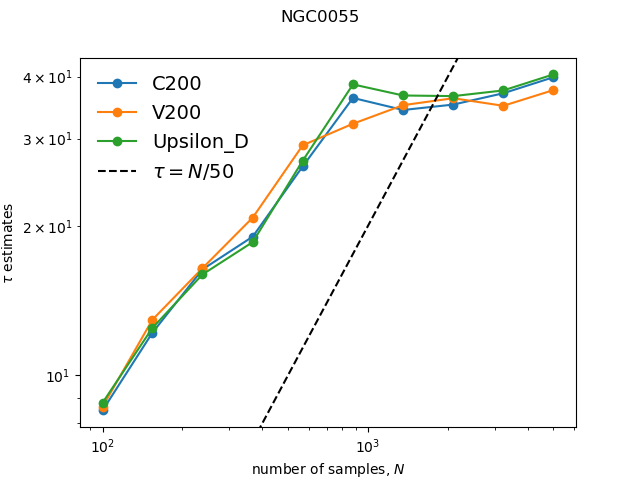 NGC0055
4 × 10¹
3 × 10¹
2 × 10¹
10¹
τ estimates
C200
V200
Upsilon_D
τ = N/50
10²
10³
number of samples, N